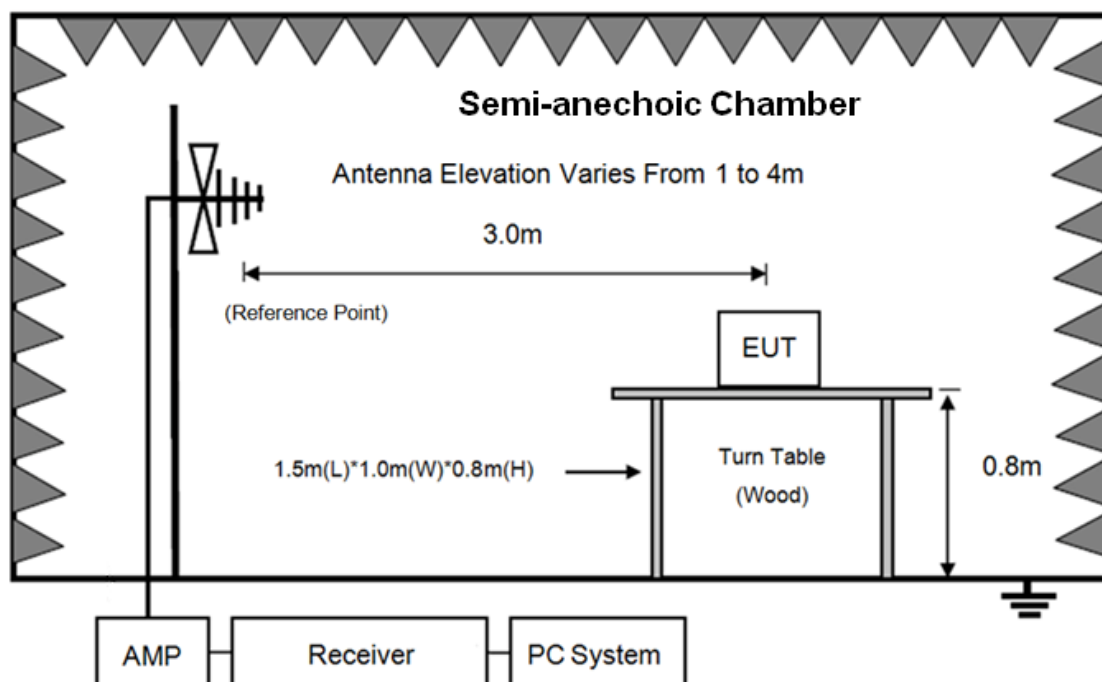 Semi-anechoic Chamber
Antenna Elevation Varies From 1 to 4m
3.0m
(Reference Point)
EUT
1.5m(L)*1.0m(W)*0.8m(H)
Turn Table
(Wood)
0.8m
AMP
Receiver
PC System